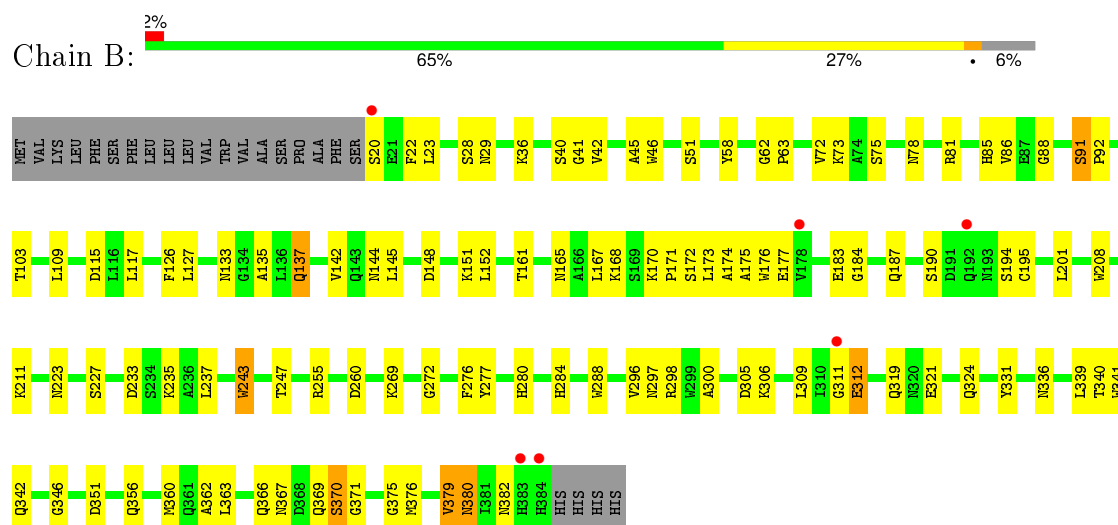 2%
Chain B:
65% 27% • 6%
MET VAL LYS LEU PHE SER PHE LEU LEU LEU VAL TRP VAL ALA SER PRO ALA PHE SER S20 E21 F22 L23 S28 N29 K36 S40 G41 V42 A45 W46 S51 Y58 G62 P63 V72 K73 A74 S75 N78 R81 H85 V86 E87 G88 S91 P92
T103 L109 D115 L116 L117 F126 L127 N133 G134 A135 L136 Q137 V142 Q143 N144 L145 D148 K151 L152 T161 N165 A166 L167 K168 S169 K170 P171 S172 L173 A174 A175 W176 E177 V178 E183 G184 Q187 S190 D191 Q192 N193 S194 C195 L201 W208
K211 N223 S227 D233 S234 K235 A236 L237 W243 T247 R255 D260 K269 G272 F276 Y277 H280 H284 W288 V296 N297 R298 W299 A300 D305 K306 L309 I310 G311 E312 Q319 N320 E321 Q324 Y331 N336 L339 T340 W341
Q342 G346 D351 Q356 M360 Q361 A362 L363 Q366 N367 D368 Q369 S370 G371 G375 M376 V379 N380 I381 N382 H383 H384 HIS HIS HIS HIS